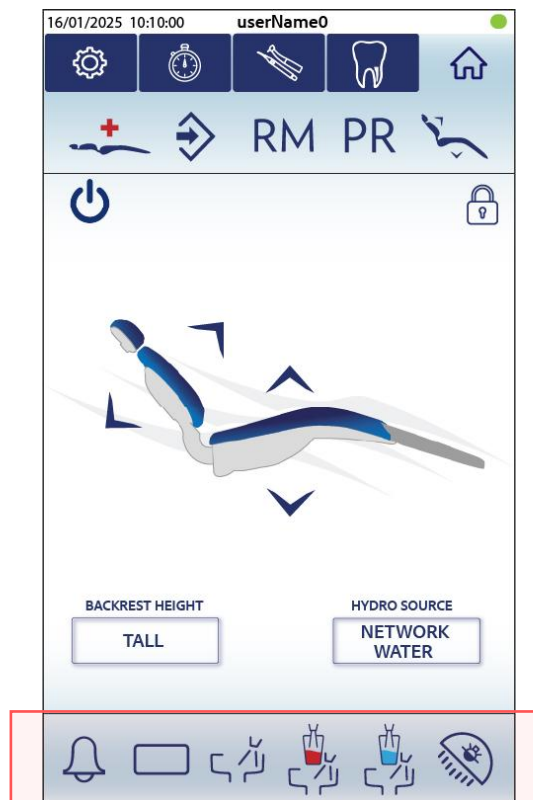 16/01/2025 10:10:00 userName0
RM PR
BACKREST HEIGHT
TALL
HYDRO SOURCE
NETWORK
WATER